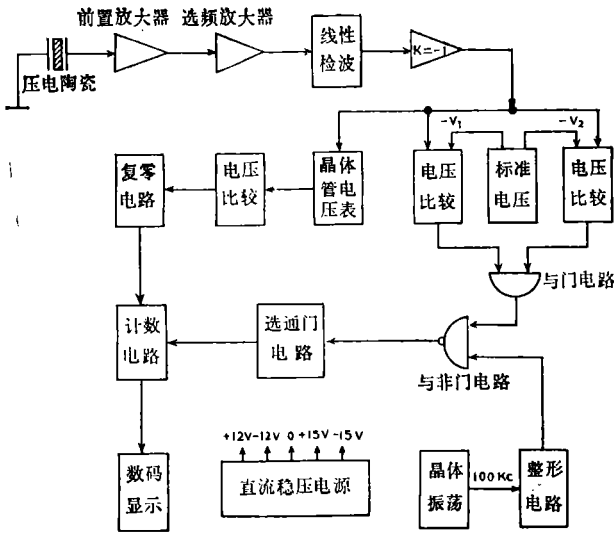 前置放大器 选频放大器
压电陶瓷
线性
检波
K=-1
-V₁
-V₂
复零
电路
电压
比较
晶体
管电
压表
电压
比较
标准
电压
电压
比较
与门电路
计数
电路
选通门
电路
与非门电路
+12V -12V 0 +15V -15V
直流稳压电源
数码
显示
晶体
振荡
100Kc
整形
电路